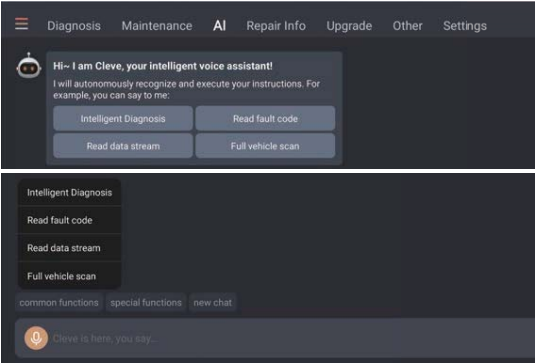 Diagnosis Maintenance AI Repair Info Upgrade Other Settings
Hi~ I am Cleve, your intelligent voice assistant!
I will autonomously recognize and execute your instructions. For
example, you can say to me:
Intelligent Diagnosis Read fault code
Read data stream Full vehicle scan
Intelligent Diagnosis
Read fault code
Read data stream
Full vehicle scan
common functions special functions new chat
Cleve is here, you say...